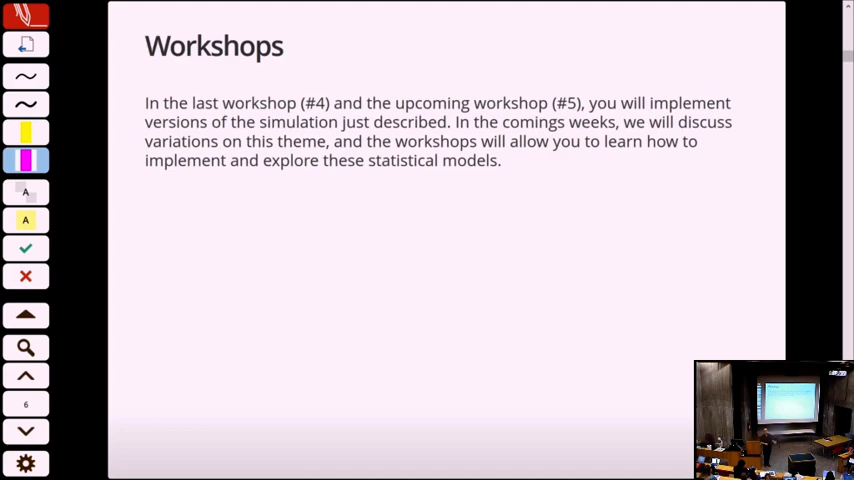 Workshops
In the last workshop (#4) and the upcoming workshop (#5), you will implement
versions of the simulation just described. In the comings weeks, we will discuss
variations on this theme, and the workshops will allow you to learn how to
implement and explore these statistical models.
A
A
6